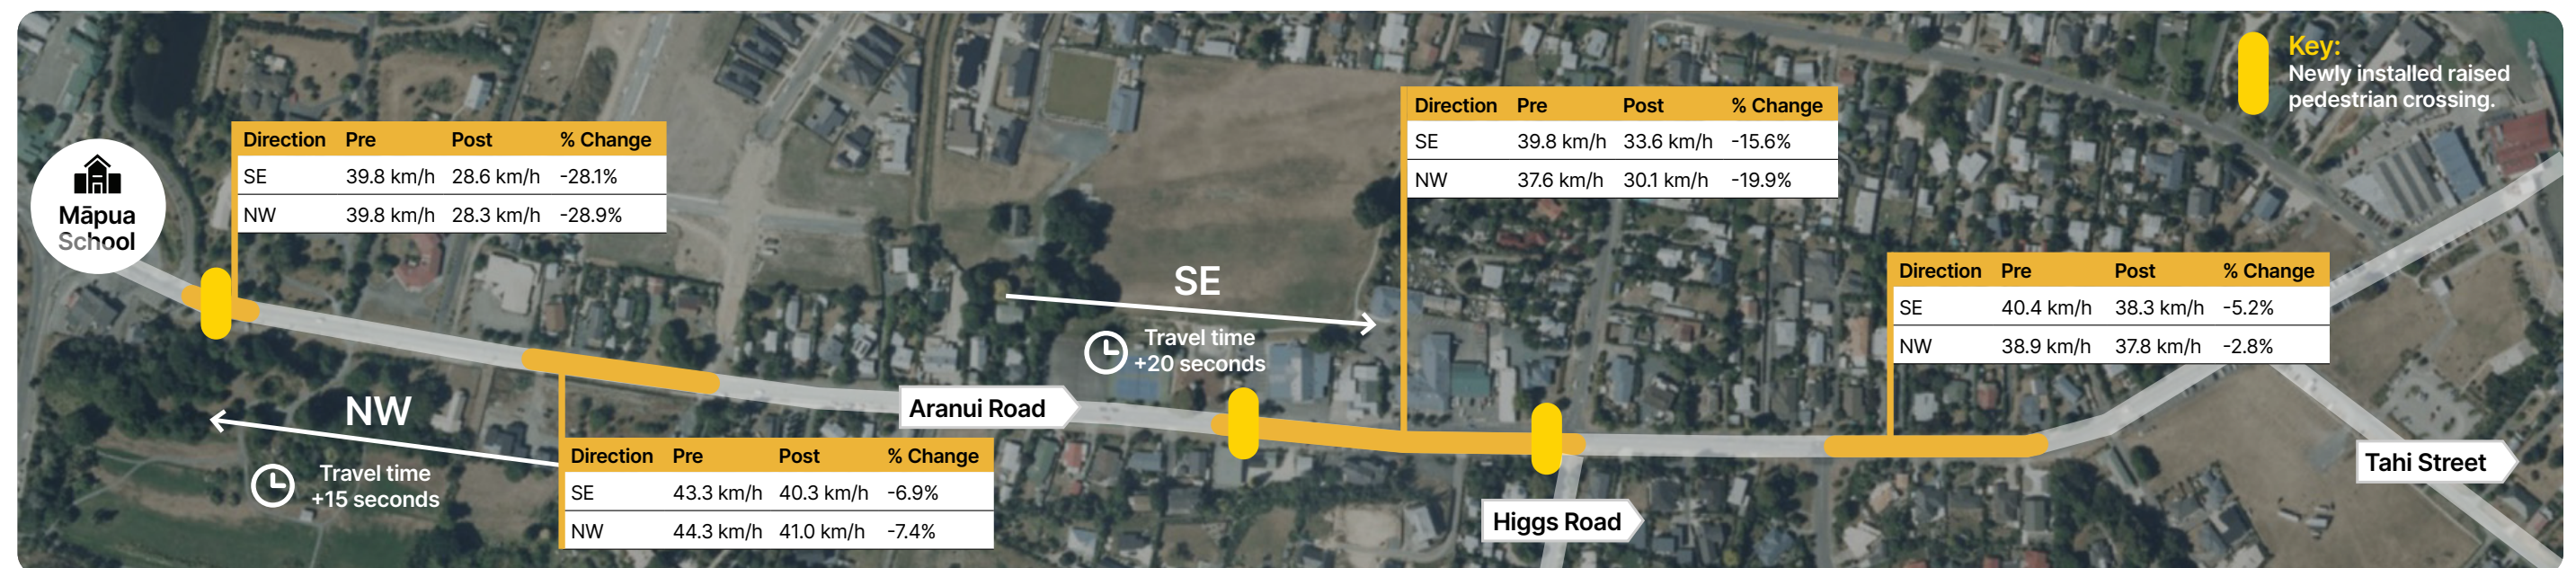 Key:
Newly installed raised
pedestrian crossing.
Māpua
School
Direction Pre Post % Change
SE 39.8 km/h 28.6 km/h -28.1%
NW 39.8 km/h 28.3 km/h -28.9%
Direction Pre Post % Change
SE 39.8 km/h 33.6 km/h -15.6%
NW 37.6 km/h 30.1 km/h -19.9%
Direction Pre Post % Change
SE 40.4 km/h 38.3 km/h -5.2%
NW 38.9 km/h 37.8 km/h -2.8%
SE
Travel time
+20 seconds
NW
Travel time
+15 seconds
Aranui Road
Direction Pre Post % Change
SE 43.3 km/h 40.3 km/h -6.9%
NW 44.3 km/h 41.0 km/h -7.4%
Higgs Road
Tahi Street